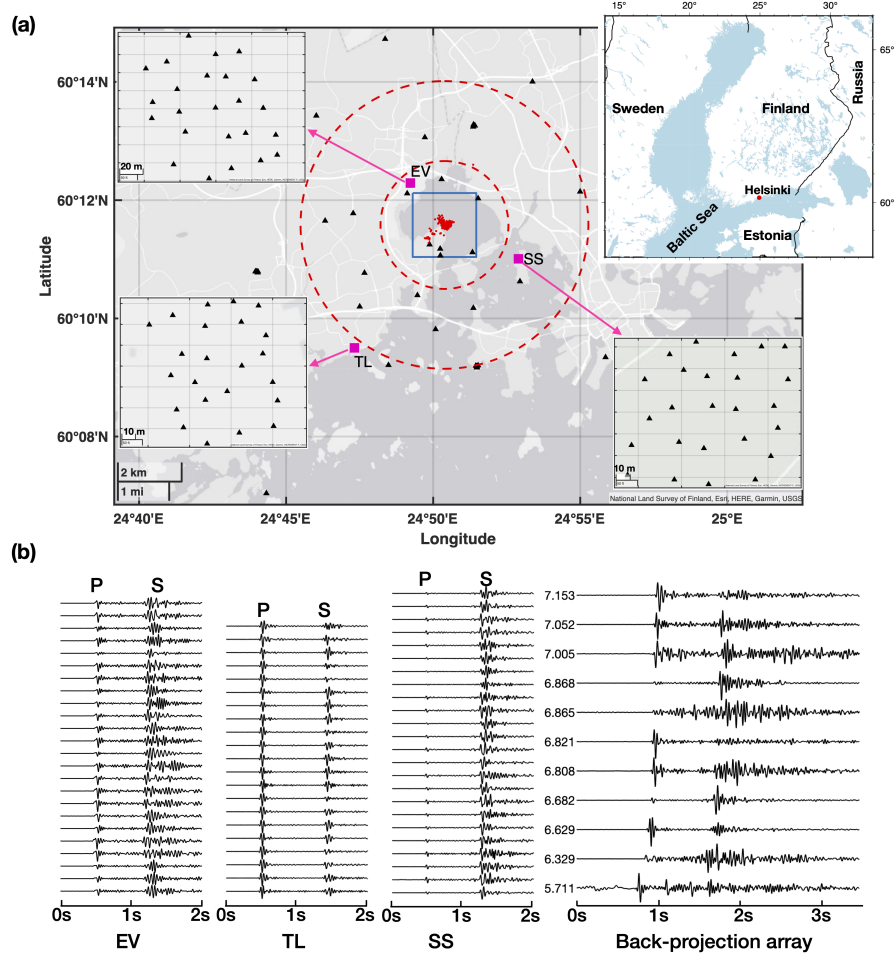 (a)
14°E
20°
25°
30°
65°
60°
Sweden
Finland
Russia
Helsinki
Baltic Sea
Estonia
60°14'N
60°12'N
60°10'N
60°08'N
Latitude
20 m
EV
SS
TL
10 m
10 m
2 km
1 mi
National Land Survey of Finland, Esri, HERE, Garmin, USGS
24°40'E
24°45'E
24°50'E
24°55'E
25°E
Longitude
(b)
P S
P S
P S
7.153
7.052
7.005
6.868
6.865
6.821
6.808
6.682
6.629
6.329
5.711
0s 1s 2s
0s 1s 2s
0s 1s 2s
0s 1s 2s 3s
EV
TL
SS
Back-projection array